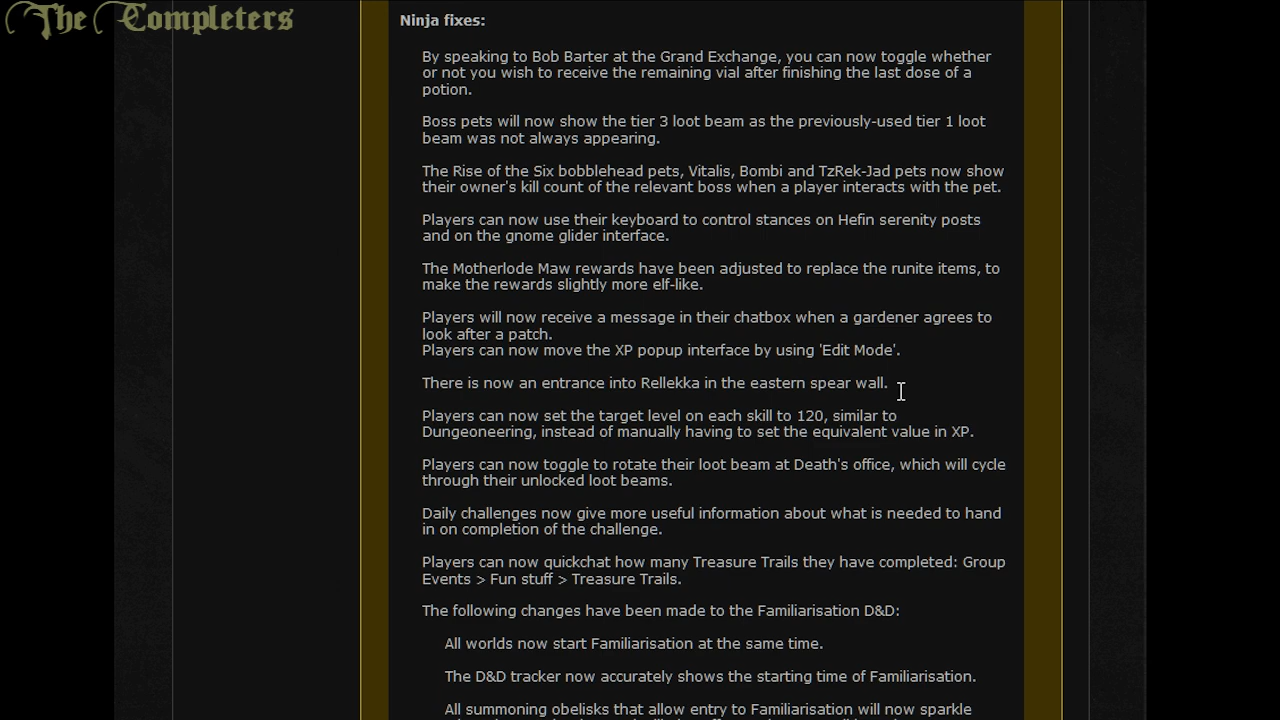 The Completers
Ninja fixes:
By speaking to Bob Barter at the Grand Exchange, you can now toggle whether
or not you wish to receive the remaining vial after finishing the last dose of a
potion.
Boss pets will now show the tier 3 loot beam as the previously-used tier 1 loot
beam was not always appearing.
The Rise of the Six bobblehead pets, Vitalis, Bombi and TzRek-Jad pets now show
their owner's kill count of the relevant boss when a player interacts with the pet.
Players can now use their keyboard to control stances on Hefin serenity posts
and on the gnome glider interface.
The Motherlode Maw rewards have been adjusted to replace the runite items, to
make the rewards slightly more elf-like.
Players will now receive a message in their chatbox when a gardener agrees to
look after a patch.
Players can now move the XP popup interface by using 'Edit Mode'.
There is now an entrance into Rellekka in the eastern spear wall.
Players can now set the target level on each skill to 120, similar to
Dungeoneering, instead of manually having to set the equivalent value in XP.
Players can now toggle to rotate their loot beam at Death's office, which will cycle
through their unlocked loot beams.
Daily challenges now give more useful information about what is needed to hand
in on completion of the challenge.
Players can now quickchat how many Treasure Trails they have completed: Group
Events > Fun stuff > Treasure Trails.
The following changes have been made to the Familiarisation D&D:
All worlds now start Familiarisation at the same time.
The D&D tracker now accurately shows the starting time of Familiarisation.
All summoning obelisks that allow entry to Familiarisation will now sparkle